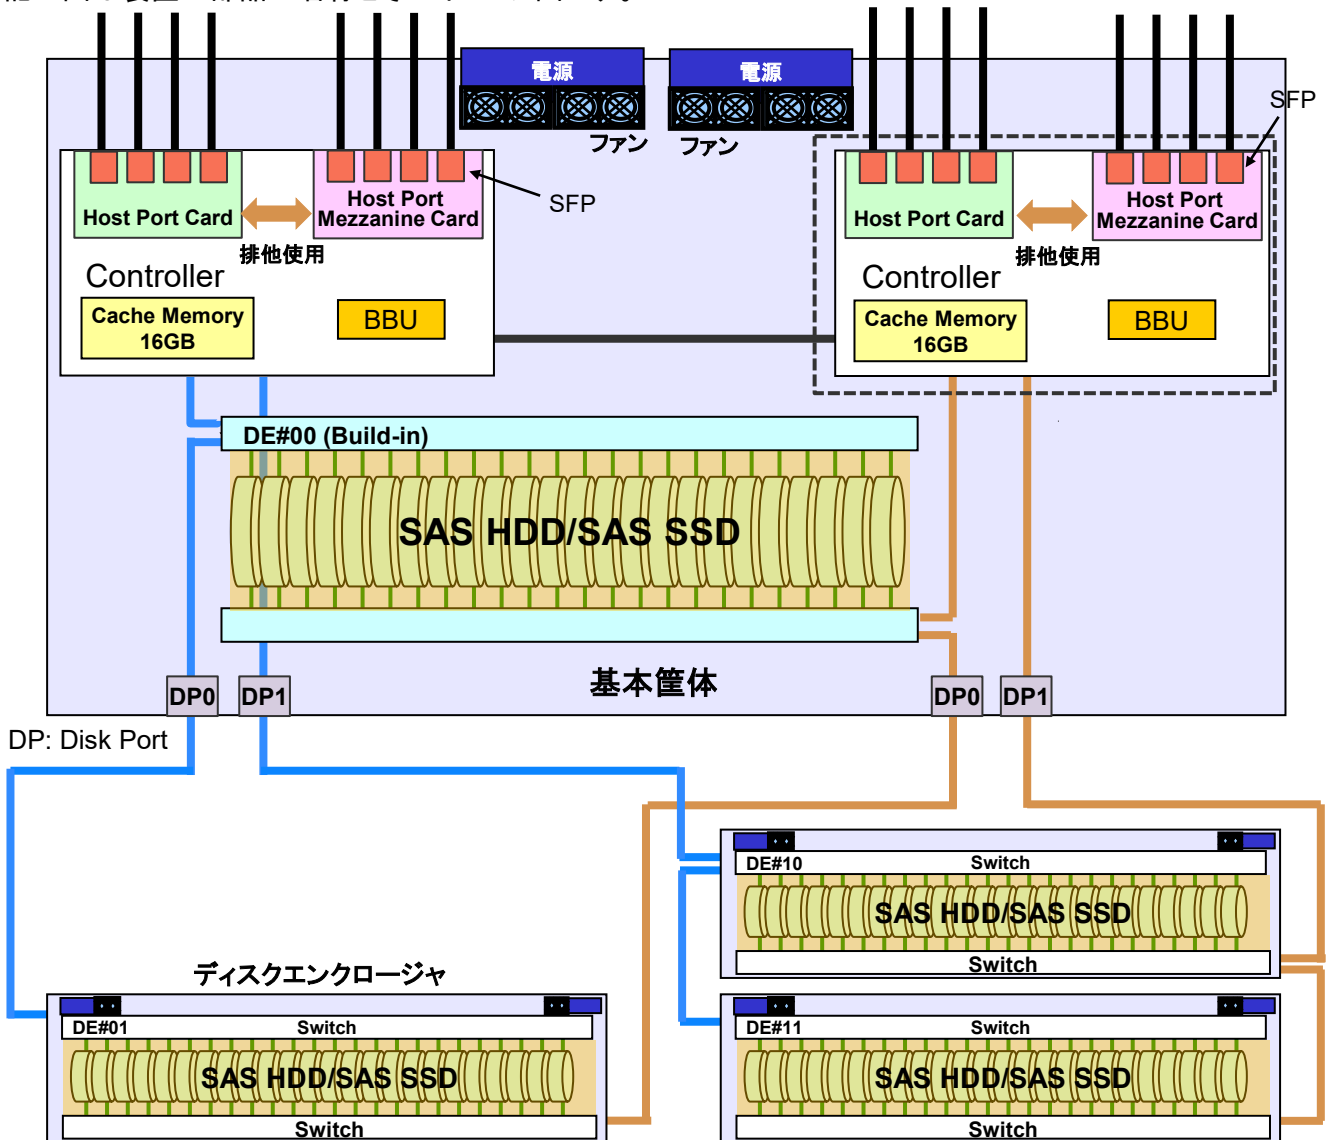 電源
電源
SFP
ファン
ファン
SFP
Host Port Card
Host Port
Mezzanine Card
排他使用
Controller
Cache Memory
16GB
BBU
Host Port Card
Host Port
Mezzanine Card
排他使用
Controller
Cache Memory
16GB
BBU
DE#00 (Build-in)
SAS HDD/SAS SSD
基本筐体
DP0
DP1
DP0
DP1
DP: Disk Port
DE#10
Switch
SAS HDD/SAS SSD
Switch
ディスクエンクロージャ
DE#01
Switch
SAS HDD/SAS SSD
Switch
DE#11
Switch
SAS HDD/SAS SSD
Switch